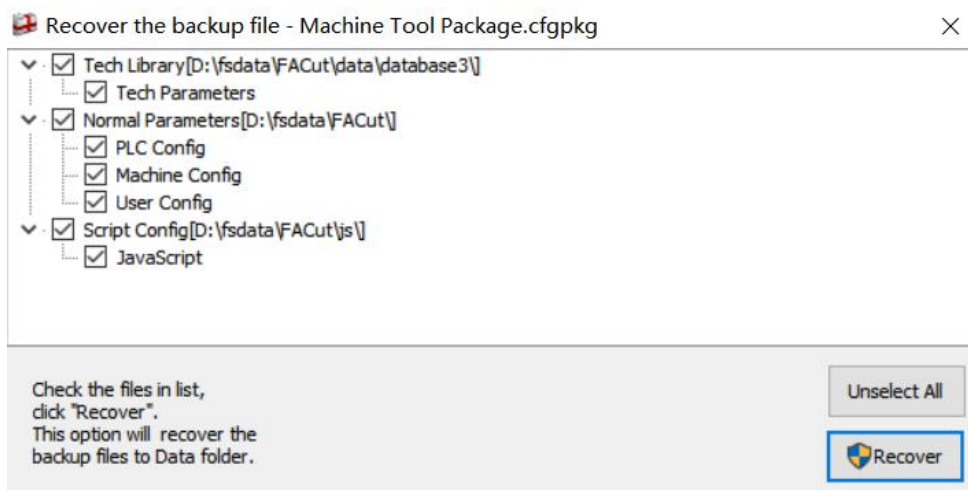 Recover the backup file - Machine Tool Package.cfgpkg
Tech Library[D:\fsdata\FACut\data\database3\]
Tech Parameters
Normal Parameters[D:\fsdata\FACut\]
PLC Config
Machine Config
User Config
Script Config[D:\fsdata\FACut\js\]
JavaScript
Check the files in list,
click "Recover".
This option will recover the
backup files to Data folder.
Unselect All
Recover